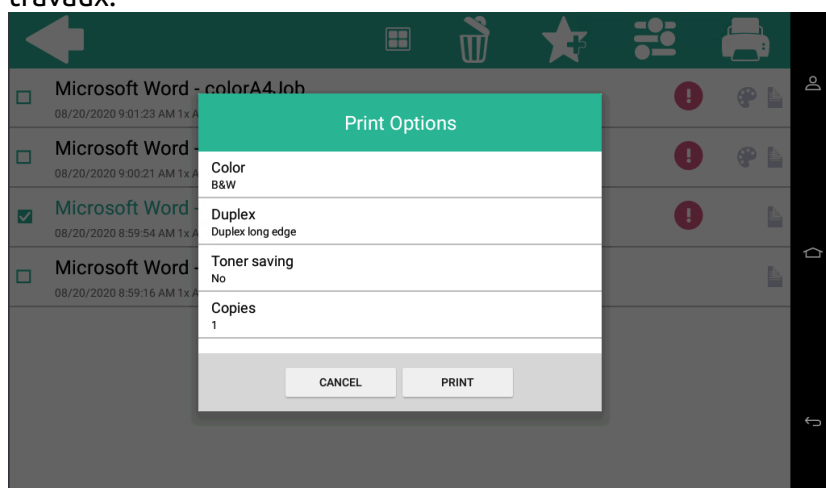 travaux.
Microsoft Word - colorA4Job
08/20/2020 9:01:23 AM 1x A
Print Options
Microsoft Word -
08/20/2020 9:00:21 AM 1x A
Color
B&W
Microsoft Word -
08/20/2020 8:59:54 AM 1x A
Duplex
Duplex long edge
Microsoft Word -
08/20/2020 8:59:16 AM 1x A
Toner saving
No
Copies
1
CANCEL PRINT